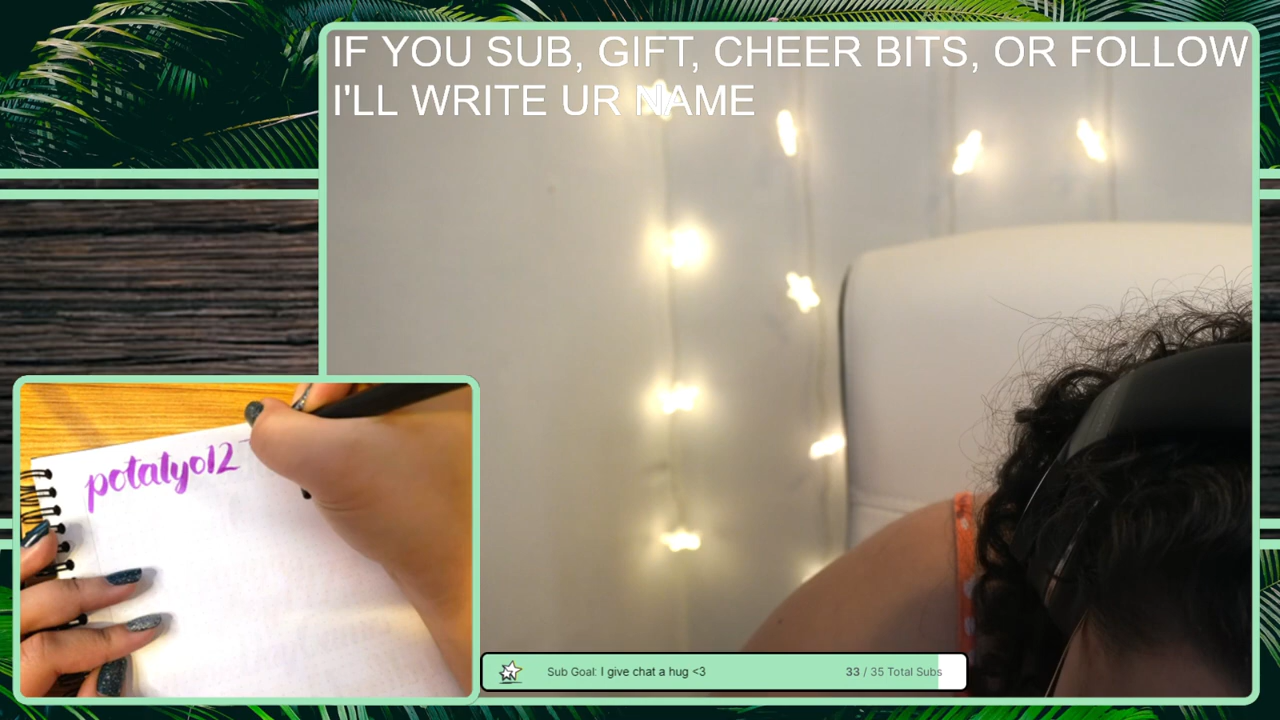 IF YOU SUB, GIFT, CHEER BITS, OR FOLLOW
I'LL WRITE UR NAME
potatyo12
Sub Goal: I give chat a hug <3
33 / 35 Total Subs